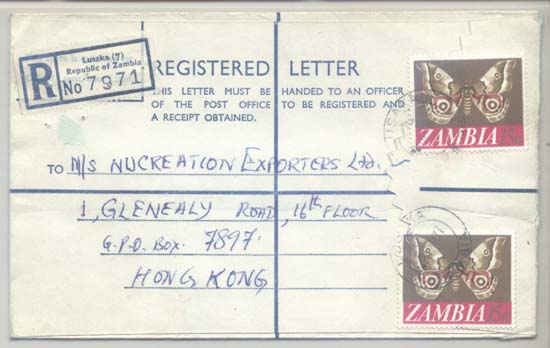 Lusaka (7)
Republic of Zambia
R
No 7971
REGISTERED LETTER
THIS LETTER MUST BE HANDED TO AN OFFICER
OF THE POST OFFICE TO BE REGISTERED AND
A RECEIPT OBTAINED.
TO M/S NUCREATION EXPORTERS LTD.
1, GLENEALY ROAD, 16th FLOOR
G.P.O. BOX. 7897.
HONG KONG
ZAMBIA 15n
ZAMBIA 15n